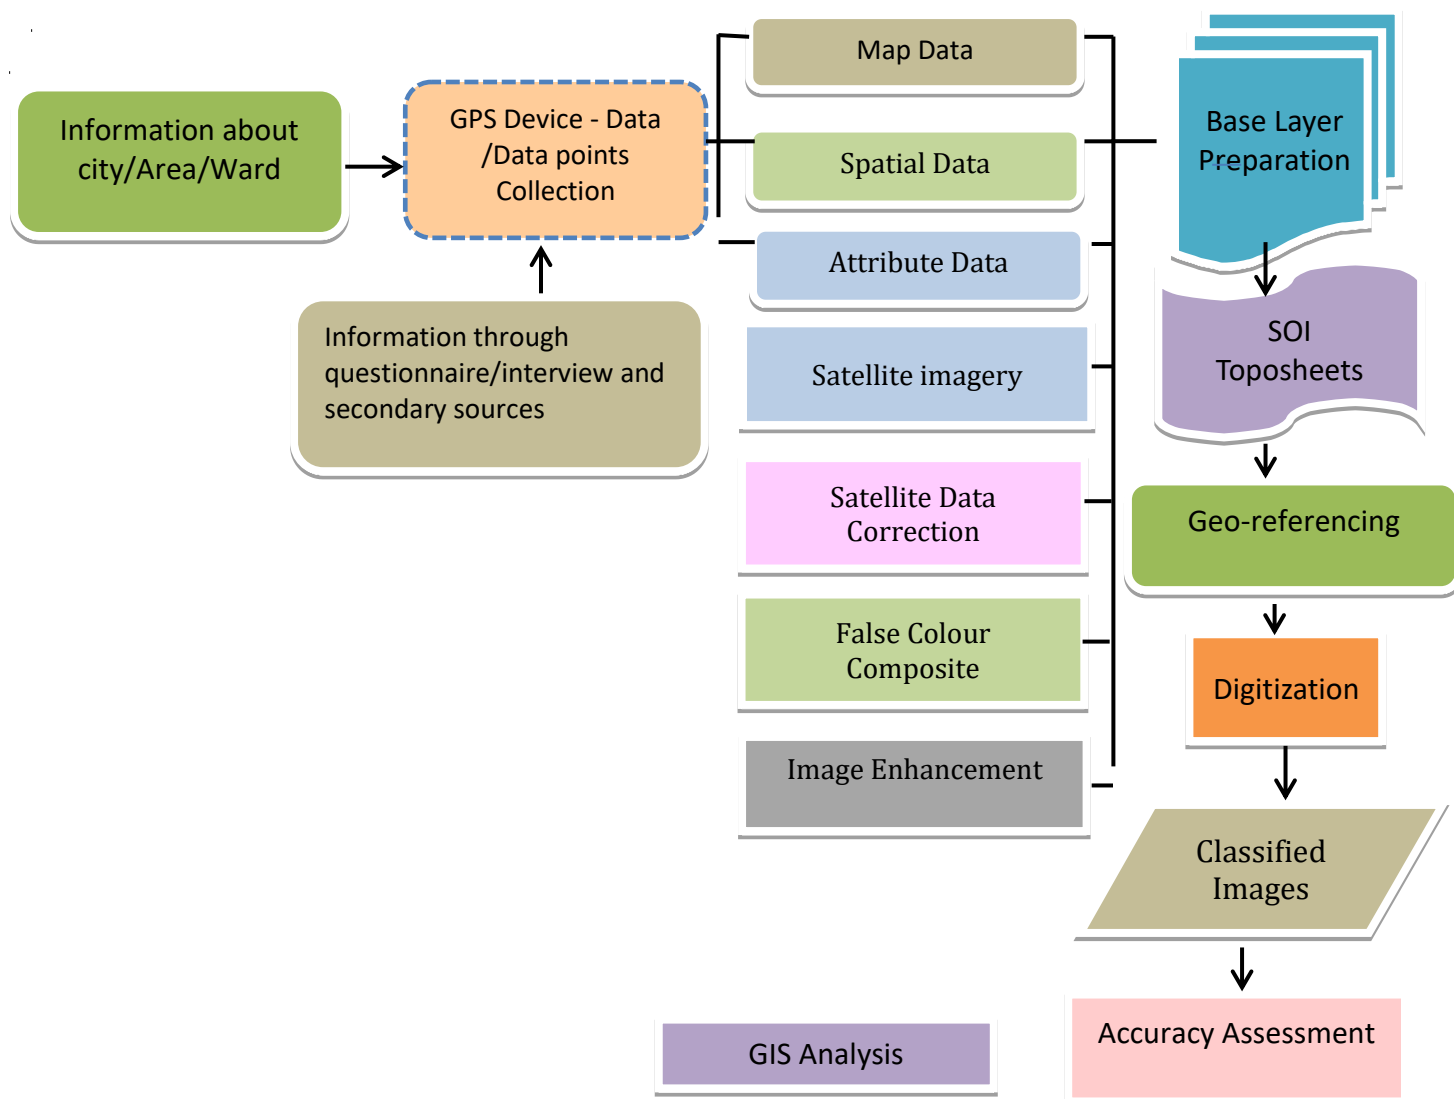 Information about
city/Area/Ward
GPS Device - Data
/Data points
Collection
Information through
questionnaire/interview and
secondary sources
Map Data
Spatial Data
Attribute Data
Satellite imagery
Satellite Data
Correction
False Colour
Composite
Image Enhancement
Base Layer
Preparation
SOI
Toposheets
Geo-referencing
Digitization
Classified
Images
Accuracy Assessment
GIS Analysis